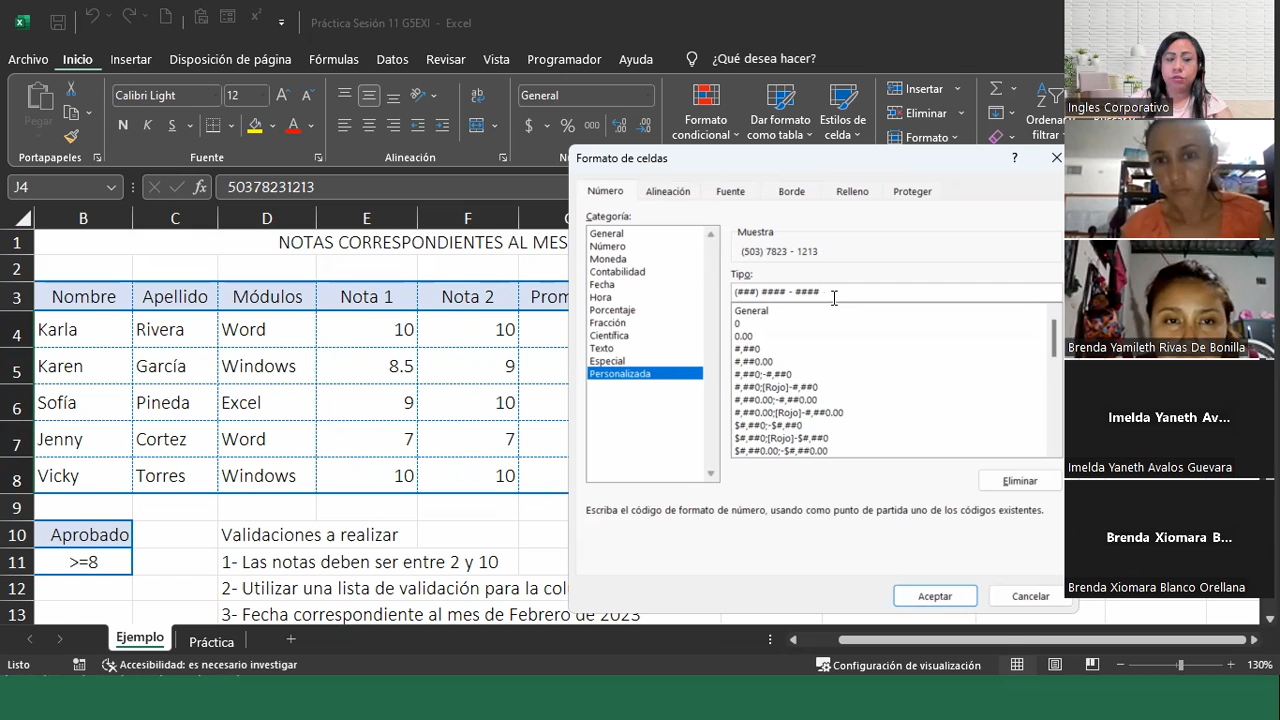 Práctica Sesión 11 G5EXI - Excel
Archivo Inicio Insertar Disposición de página Fórmulas Revisar Vista Programador Ayuda ¿Qué desea hacer?
Pegar
Calibri Light 12
N K S
General
$ % 000
Formato condicional
Dar formato como tabla
Estilos de celda
Insertar
Eliminar
Formato
Ordenar filtrar
Portapapeles Fuente Alineación
J4 fx 50378231213
B C D E F
1 NOTAS CORRESPONDIENTES AL MES
2
3 Nombre Apellido Módulos Nota 1 Nota 2 Prom
4 Karla Rivera Word 10 10
5 Karen García Windows 8.5 9
6 Sofía Pineda Excel 9 10
7 Jenny Cortez Word 7 7
8 Vicky Torres Windows 10 10
9
10 Aprobado Validaciones a realizar
11 >=8 1- Las notas deben ser entre 2 y 10
12 2- Utilizar una lista de validación para la col
13 3- Fecha correspondiente al mes de Febrero de 2023
Ejemplo Práctica
Listo Accesibilidad: es necesario investigar Configuración de visualización 130%
Formato de celdas ?
Número Alineación Fuente Borde Relleno Proteger
Categoría:
General
Número
Moneda
Contabilidad
Fecha
Hora
Porcentaje
Fracción
Científica
Texto
Especial
Personalizada
Muestra
(503) 7823 - 1213
Tipo:
(###) #### - ####
General
0
0.00
#,##0
#,##0.00
#,##0;-#,##0
#,##0;[Rojo]-#,##0
#,##0.00;-#,##0.00
#,##0.00;[Rojo]-#,##0.00
$#,##0;-$#,##0
$#,##0;[Rojo]-$#,##0
$#,##0.00;-$#,##0.00
Eliminar
Escriba el código de formato de número, usando como punto de partida uno de los códigos existentes.
Aceptar Cancelar
Ingles Corporativo
Brenda Yamileth Rivas De Bonilla
Imelda Yaneth Av...
Imelda Yaneth Avalos Guevara
Brenda Xiomara B...
Brenda Xiomara Blanco Orellana